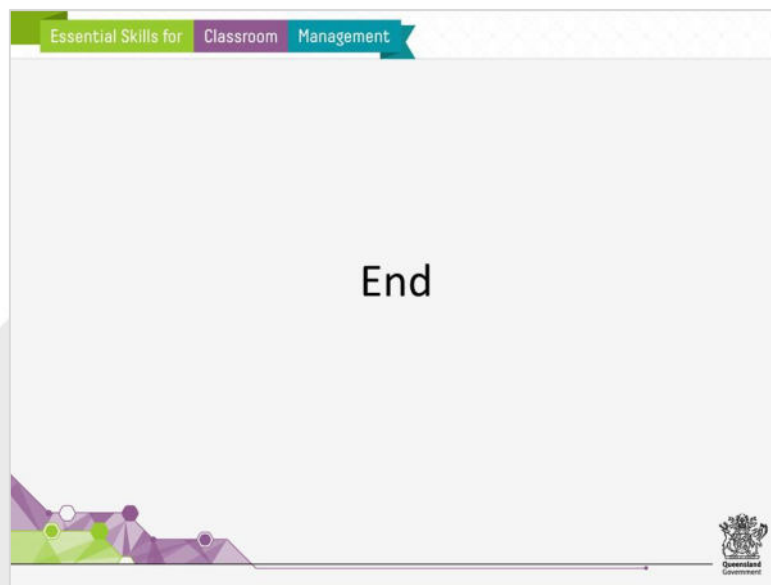 Essential Skills for Classroom Management
End
Queensland
Government